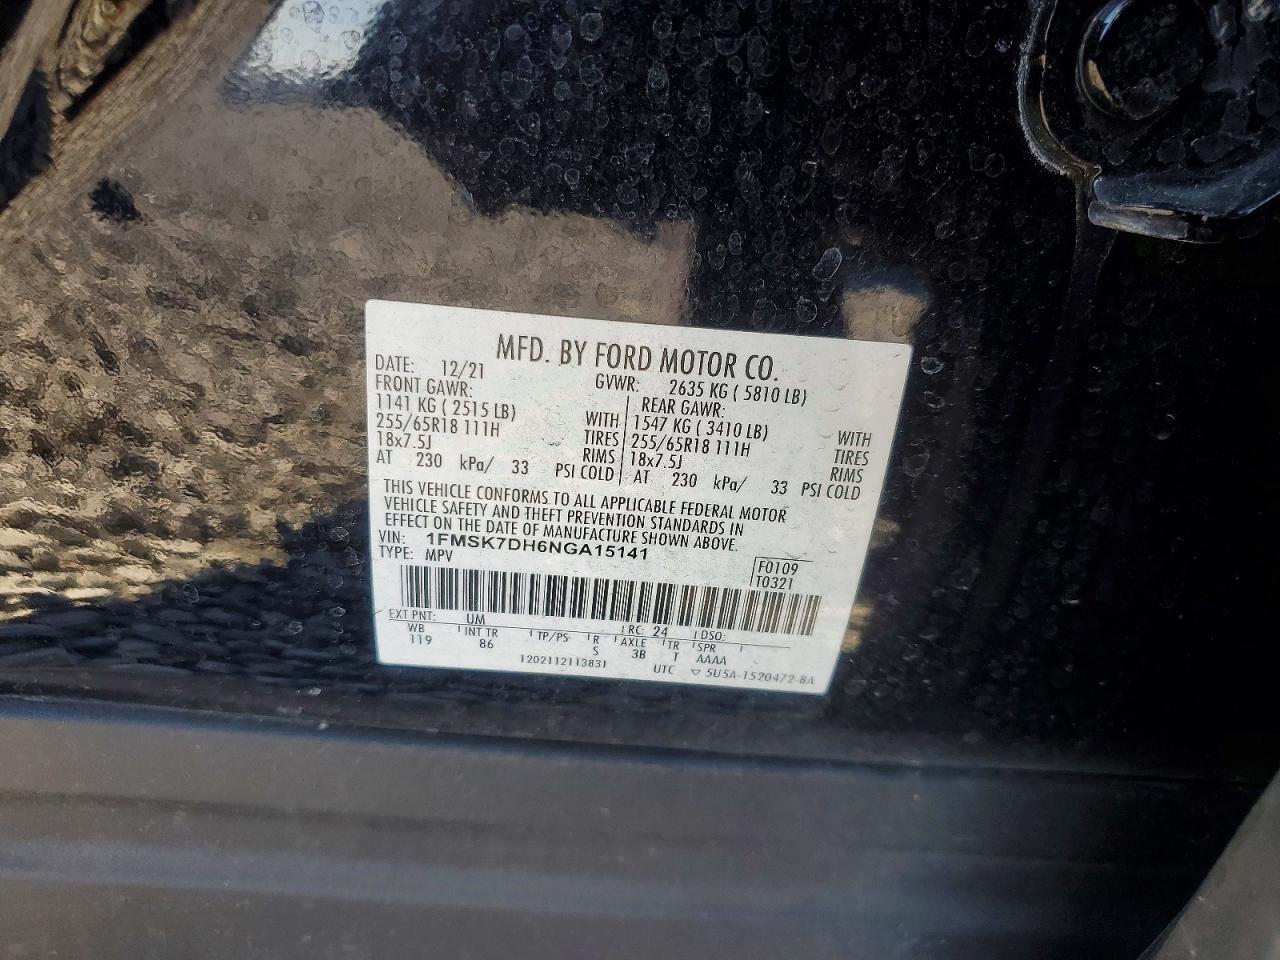 MFD. BY FORD MOTOR CO.
DATE: 12/21 GVWR: 2635 KG ( 5810 LB)
FRONT GAWR: REAR GAWR:
1141 KG ( 2515 LB) WITH 1547 KG ( 3410 LB) WITH
255/65R18 111H TIRES 255/65R18 111H TIRES
18x7.5J RIMS 18x7.5J RIMS
AT 230 kPa/ 33 PSI COLD AT 230 kPa/ 33 PSI COLD
THIS VEHICLE CONFORMS TO ALL APPLICABLE FEDERAL MOTOR
VEHICLE SAFETY AND THEFT PREVENTION STANDARDS IN
EFFECT ON THE DATE OF MANUFACTURE SHOWN ABOVE.
VIN: 1FMSK7DH6NGA15141
TYPE: MPV
F0109
T0321
EXT PNT: UM RC: 24 DSO:
WB INT TR TP/PS R AXLE TR SPR
119 86 S 3B T AAAA
1202112113831 UTC ▽ 5U5A-1520472-BA